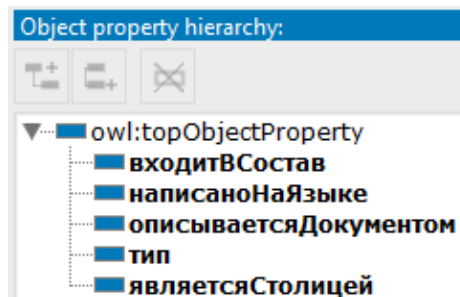 Object property hierarchy:
owl:topObjectProperty
входитВСостав
написаноНаЯзыке
описываетсяДокументом
тип
являетсяСтолицей